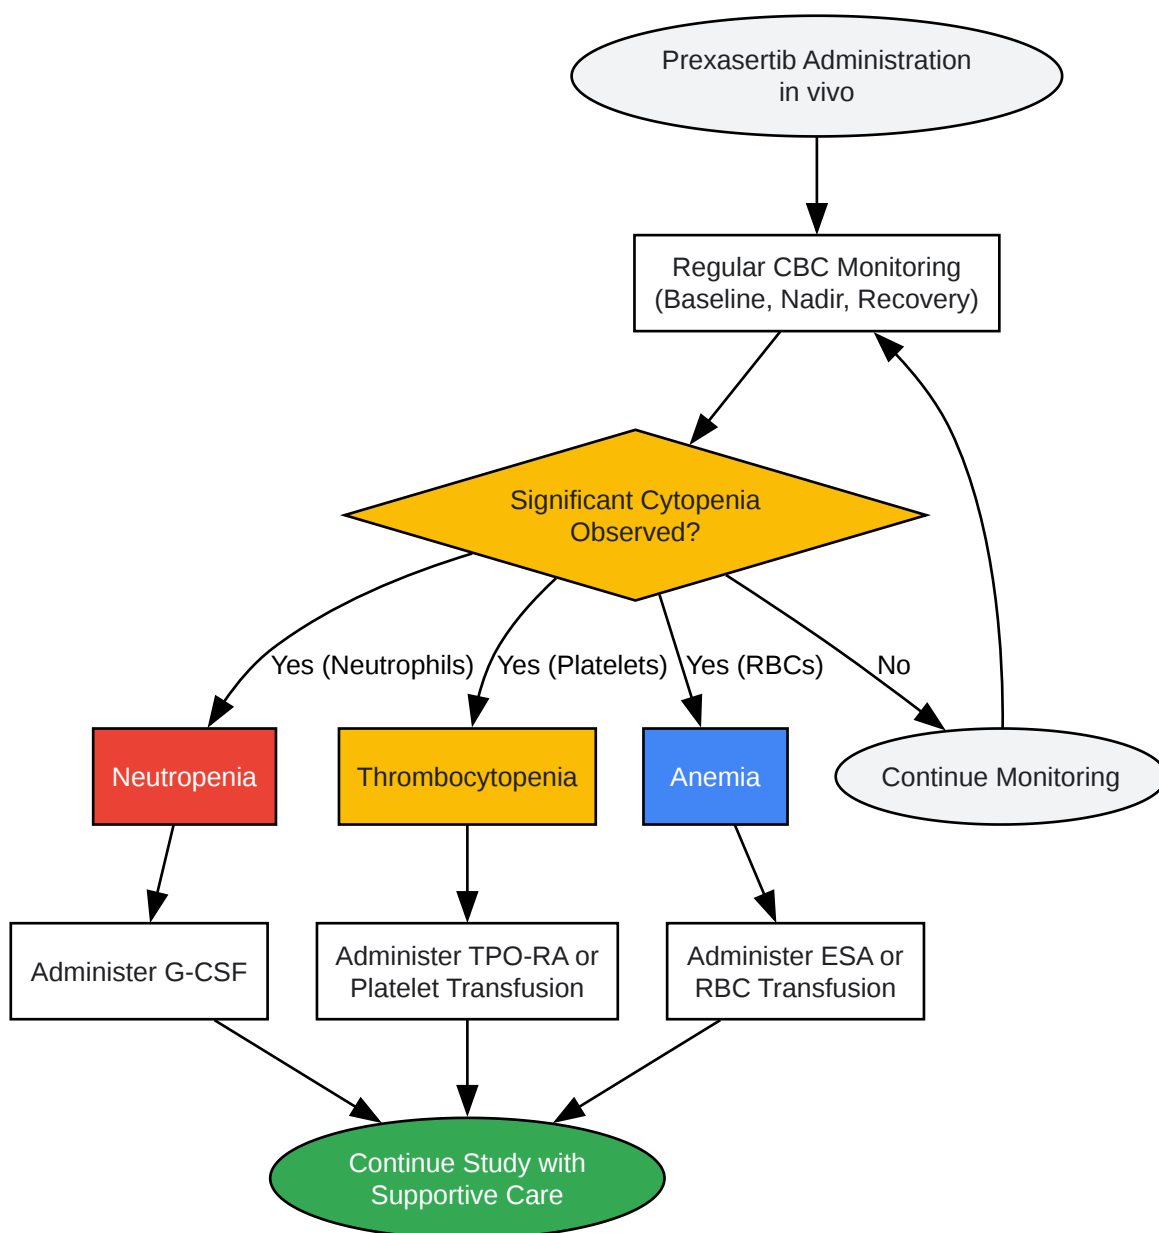 Prexasertib Administration
in vivo
Regular CBC Monitoring
(Baseline, Nadir, Recovery)
Significant Cytopenia
Observed?
Yes (Neutrophils)
Yes (Platelets)
Yes (RBCs)
No
Neutropenia
Thrombocytopenia
Anemia
Continue Monitoring
Administer G-CSF
Administer TPO-RA or
Platelet Transfusion
Administer ESA or
RBC Transfusion
Continue Study with
Supportive Care